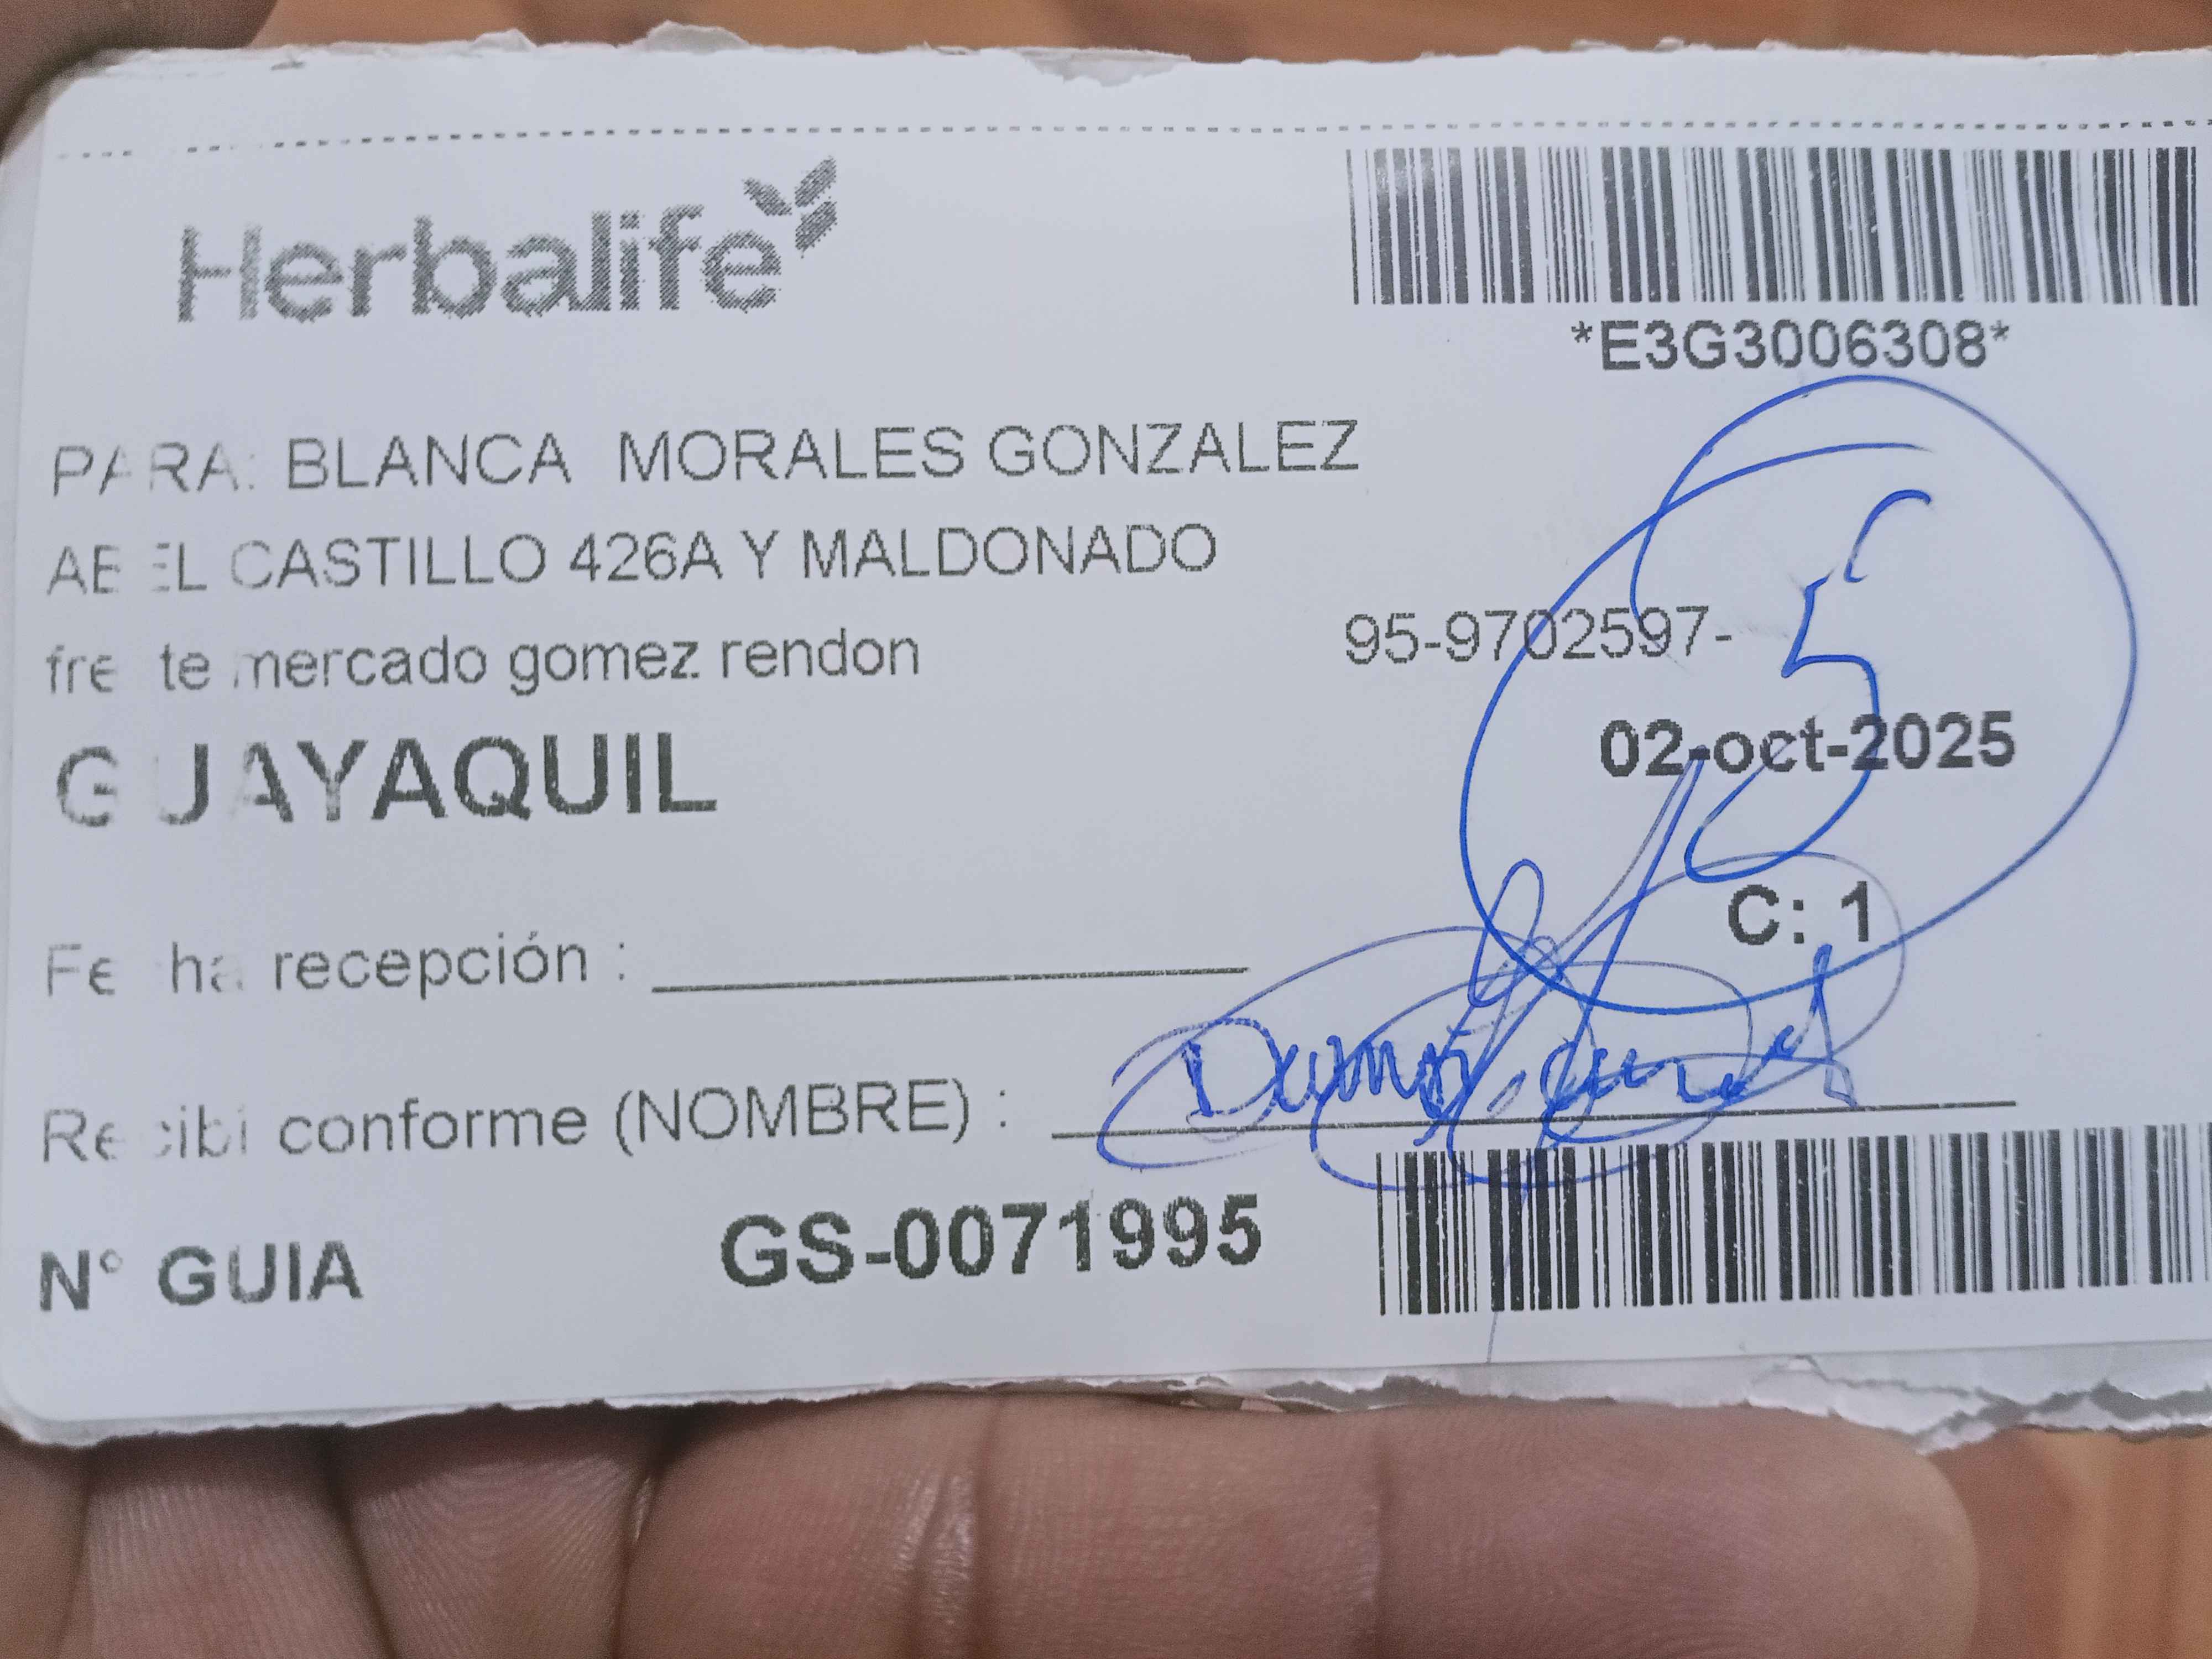 Herbalife
*E3G3006308*
PARA: BLANCA MORALES GONZALEZ
ABEL CASTILLO 426A Y MALDONADO
frente mercado gomez rendon
95-9702597-
GUAYAQUIL
02-oct-2025
C: 1
Fecha recepción :
Recibi conforme (NOMBRE) :
N° GUIA GS-0071995